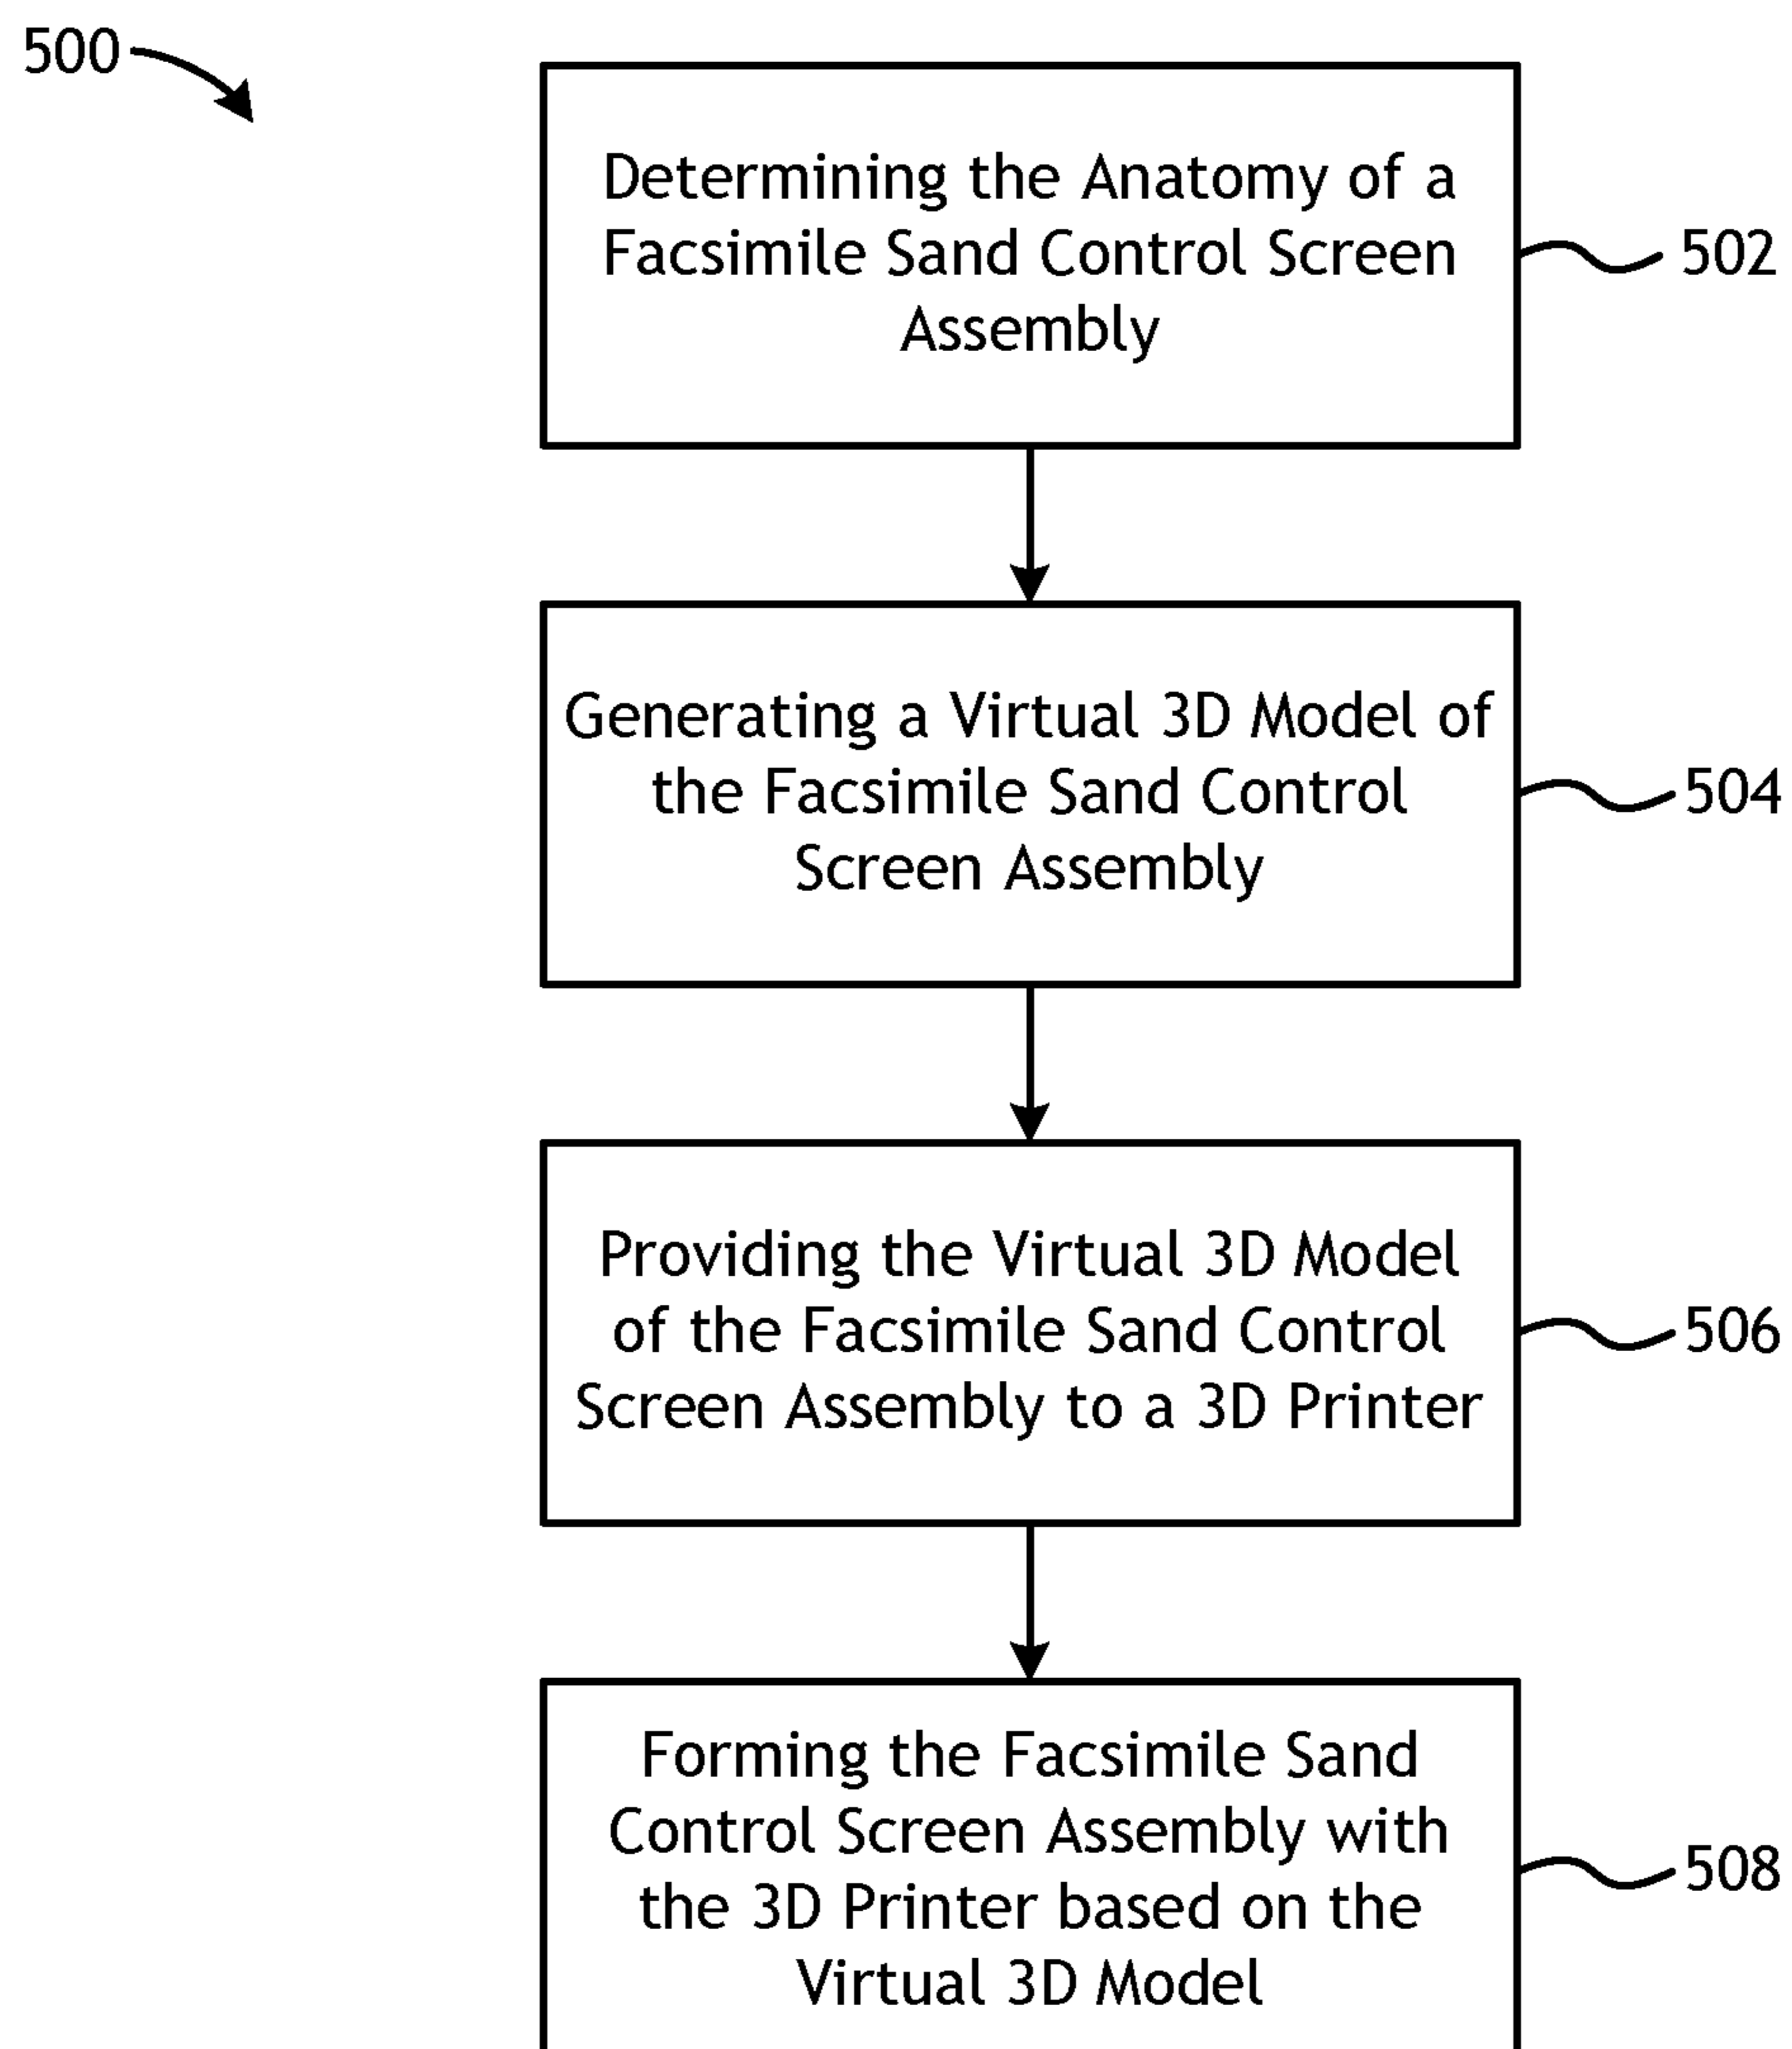 500
Determining the Anatomy of a
Facsimile Sand Control Screen
Assembly
502
Generating a Virtual 3D Model of
the Facsimile Sand Control
Screen Assembly
504
Providing the Virtual 3D Model
of the Facsimile Sand Control
Screen Assembly to a 3D Printer
506
Forming the Facsimile Sand
Control Screen Assembly with
the 3D Printer based on the
Virtual 3D Model
508